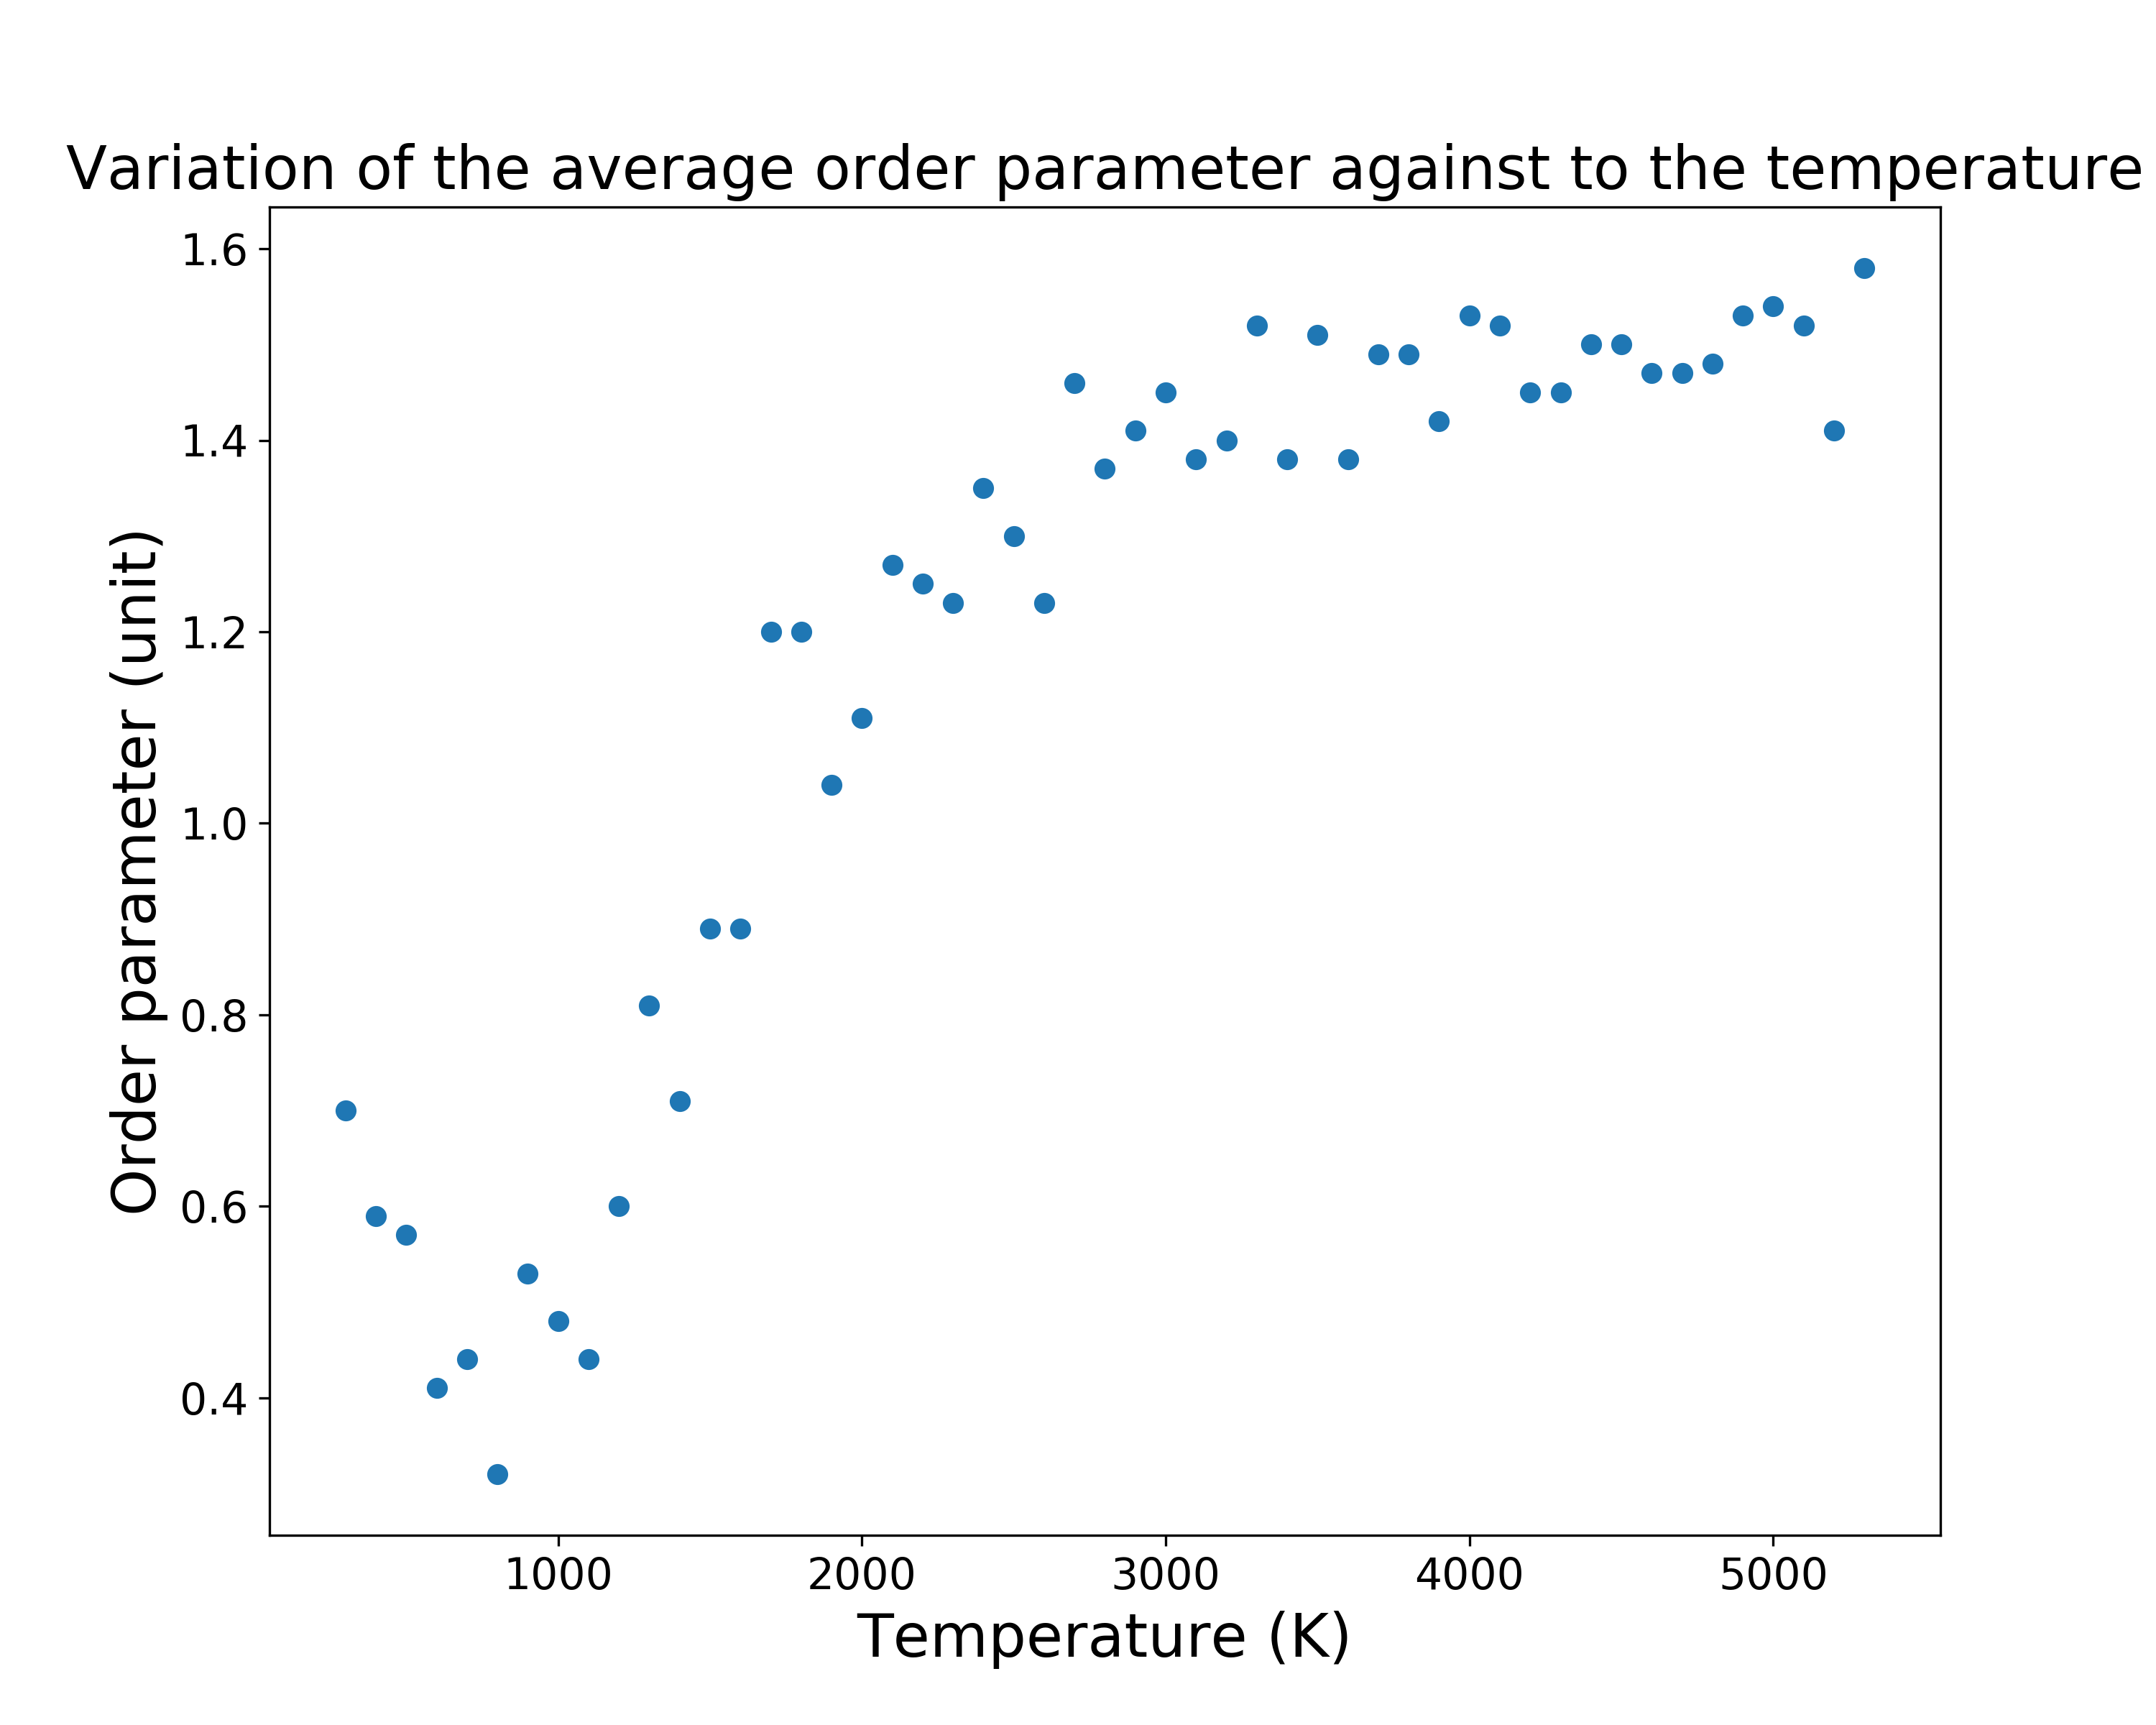 Variation of the average order parameter against to the temperature
Order parameter (unit)
1.6
1.4
1.2
1.0
0.8
0.6
0.4
1000 2000 3000 4000 5000
Temperature (K)